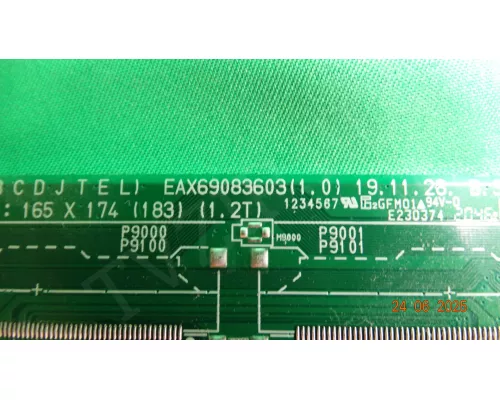 CDJTEL) EAX69083603(1.0) 19.11.28.
: 165 X 174 (183) (1.2T)
1234567 GFM01 94V-0
E230374 2046
P9000
P9100
M9000
P9001
P9101
24 06 2025